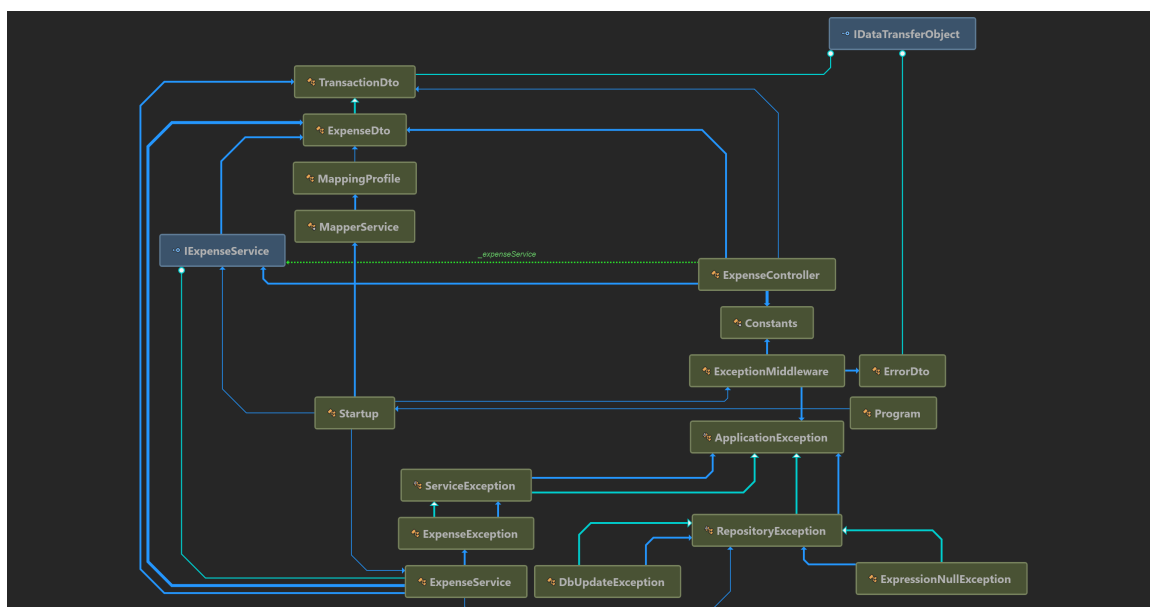 IDataTransferObject
TransactionDto
ExpenseDto
MappingProfile
MapperService
IExpenseService
_expenseService
ExpenseController
Constants
ExceptionMiddleware
ErrorDto
Startup
Program
ApplicationException
ServiceException
ExpenseException
RepositoryException
ExpenseService
DbUpdateException
ExpressionNullException